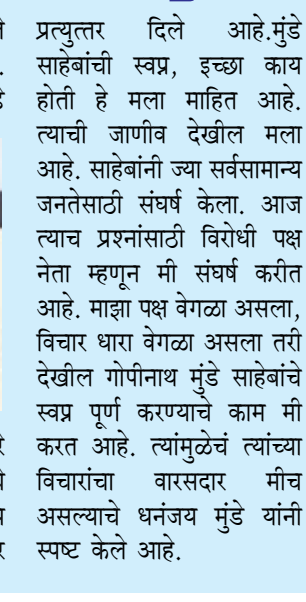 प्रत्युत्तर दिले आहे.मुंडे
साहेबांची स्वप्न, इच्छा काय
होती हे मला माहित आहे.
त्याची जाणीव देखील मला
आहे. साहेबांनी ज्या सर्वसामान्य
जनतेसाठी संघर्ष केला. आज
त्याच प्रश्नांसाठी विरोधी पक्ष
नेता म्हणून मी संघर्ष करीत
आहे. माझा पक्ष वेगळा असला,
विचार धारा वेगळा असला तरी
देखील गोपीनाथ मुंडे साहेबांचे
स्वप्न पूर्ण करण्याचे काम मी
करत आहे. त्यांमुळेचं त्यांच्या
विचारांचा वारसदार मीच
असल्याचे धनंजय मुंडे यांनी
स्पष्ट केले आहे.